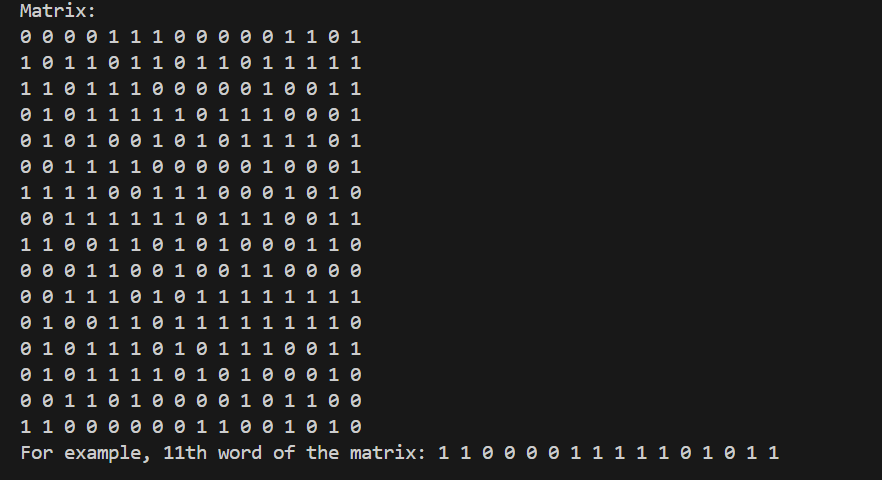 Matrix:
0 0 0 0 1 1 1 0 0 0 0 0 1 1 0 1
1 0 1 1 0 1 1 0 1 1 0 1 1 1 1 1
1 1 0 1 1 1 0 0 0 0 0 1 0 0 1 1
0 1 0 1 1 1 1 1 0 1 1 1 0 0 0 1
0 1 0 1 0 0 1 0 1 0 1 1 1 1 0 1
0 0 1 1 1 1 0 0 0 0 0 1 0 0 0 1
1 1 1 1 0 0 1 1 1 0 0 0 1 0 1 0
0 0 1 1 1 1 1 1 0 1 1 1 0 0 1 1
1 1 0 0 1 1 0 1 0 1 0 0 0 1 1 0
0 0 0 1 1 0 0 1 0 0 1 1 0 0 0 0
0 0 1 1 1 0 1 0 1 1 1 1 1 1 1 1
0 1 0 0 1 1 0 1 1 1 1 1 1 1 1 0
0 1 0 1 1 1 0 1 0 1 1 1 0 0 1 1
0 1 0 1 1 1 1 0 1 0 1 0 0 0 1 0
0 0 1 1 0 1 0 0 0 0 1 0 1 1 0 0
1 1 0 0 0 0 0 0 1 1 0 0 1 0 1 0
For example, 11th word of the matrix: 1 1 0 0 0 0 1 1 1 1 1 0 1 0 1 1